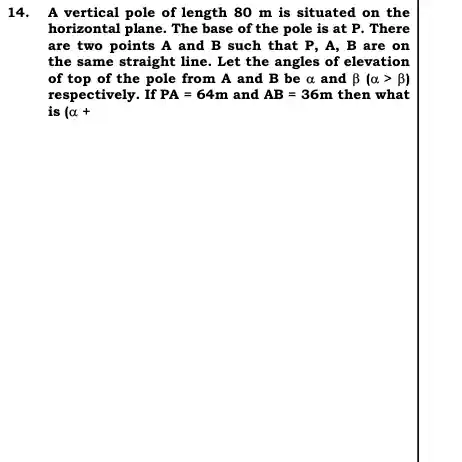 14. A vertical pole of length 80 m is situated on the
horizontal plane. The base of the pole is at P. There
are two points A and B such that P, A, B are on
the same straight line. Let the angles of elevation
of top of the pole from A and B be α and β (α > β)
respectively. If PA = 64m and AB = 36m then what
is (α +